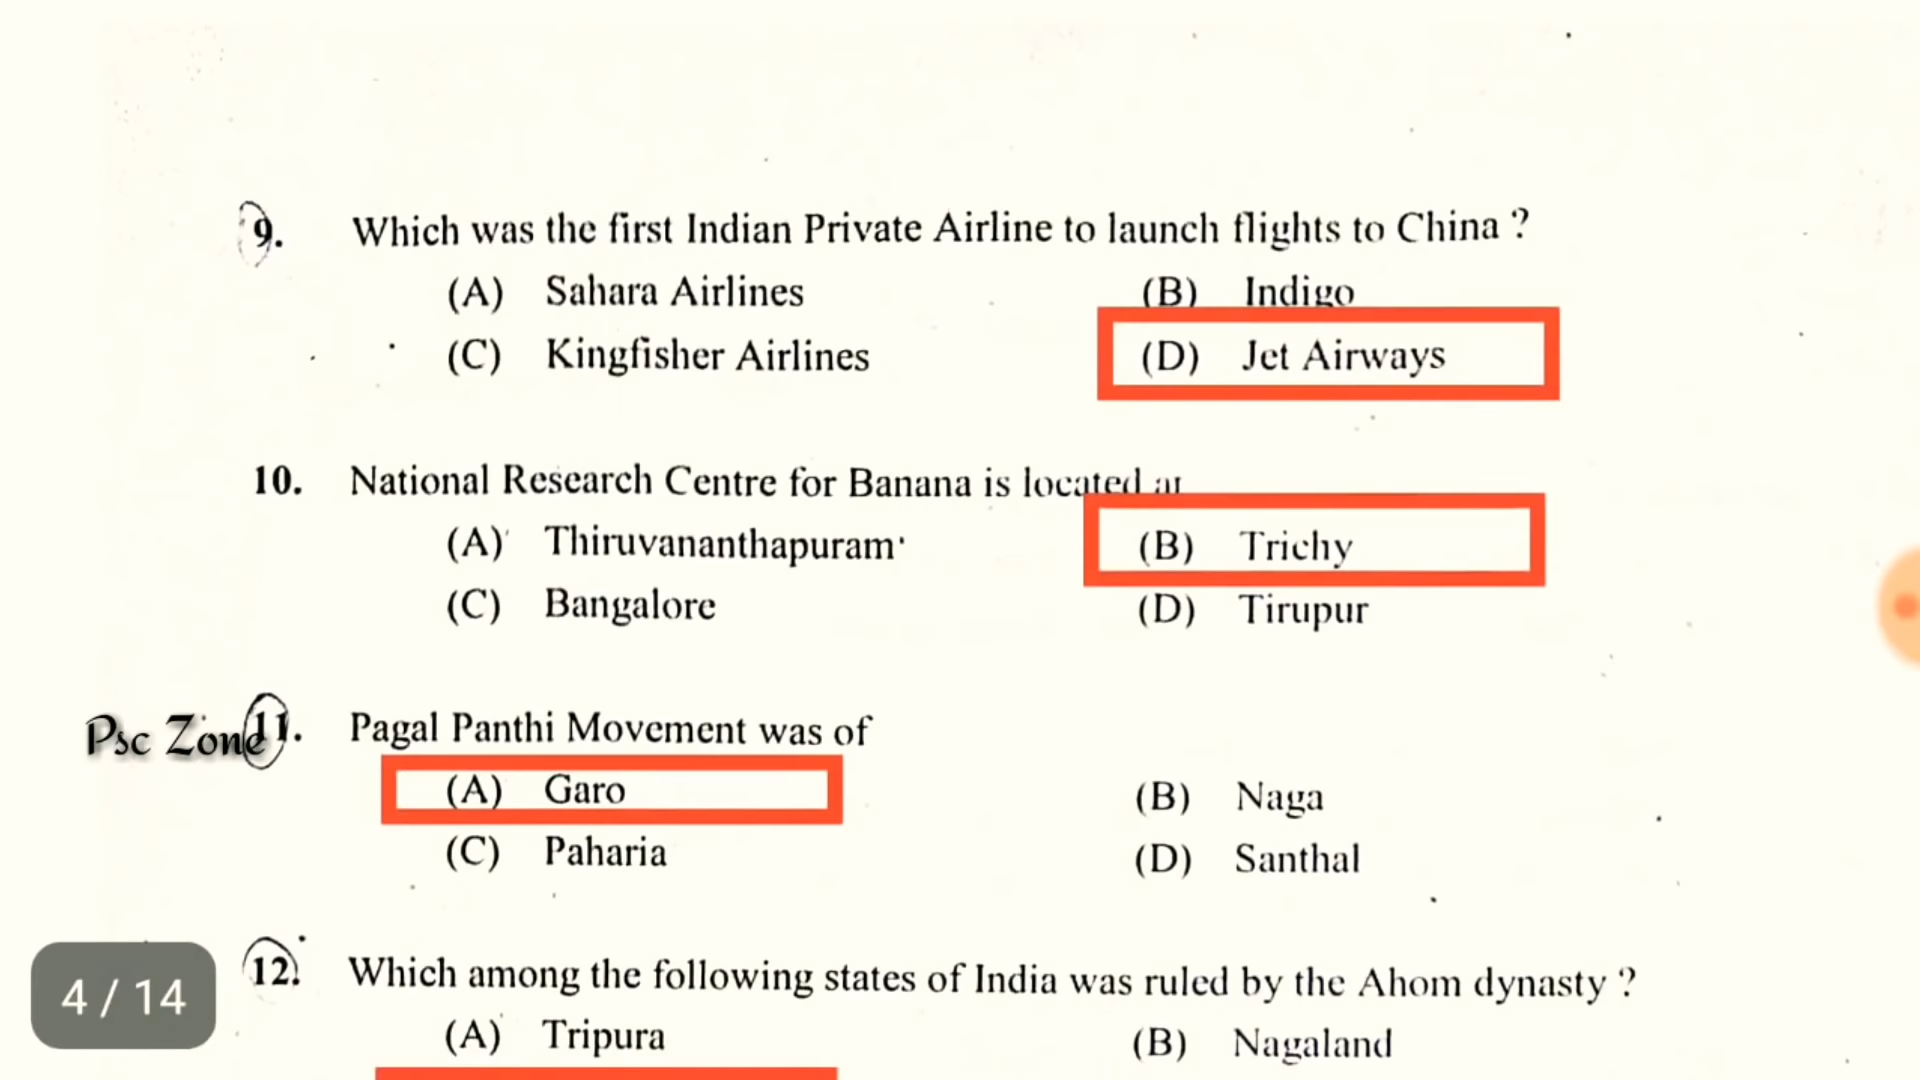 9. Which was the first Indian Private Airline to launch flights to China ?
(A) Sahara Airlines (B) Indigo
(C) Kingfisher Airlines (D) Jet Airways
10. National Research Centre for Banana is located at
(A) Thiruvananthapuram (B) Trichy
(C) Bangalore (D) Tirupur
Psc Zone 11. Pagal Panthi Movement was of
(A) Garo (B) Naga
(C) Paharia (D) Santhal
12. Which among the following states of India was ruled by the Ahom dynasty ?
4 / 14
(A) Tripura (B) Nagaland